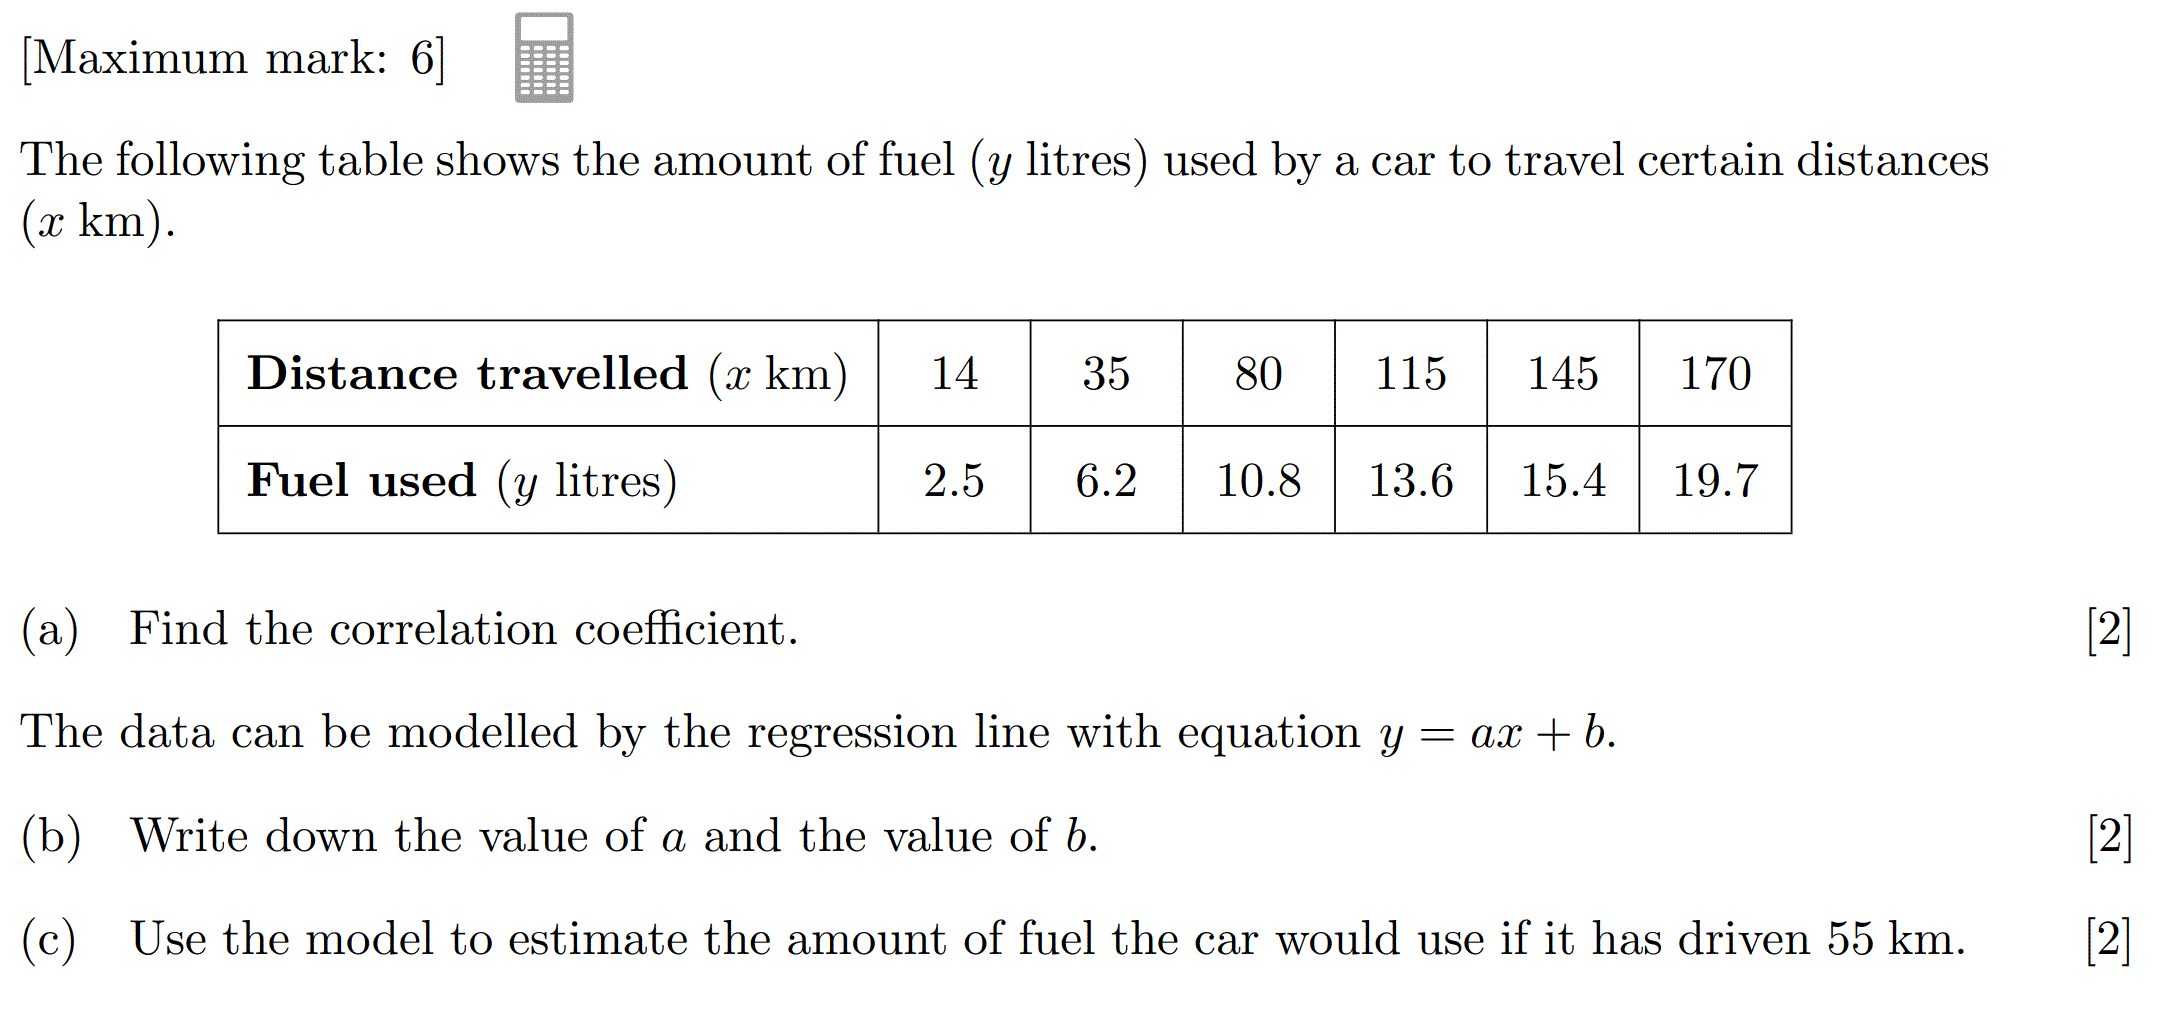 [Maximum mark: 6]
The following table shows the amount of fuel (y litres) used by a car to travel certain distances
(x km).
Distance travelled (x km) 14 35 80 115 145 170
Fuel used (y litres) 2.5 6.2 10.8 13.6 15.4 19.7
(a) Find the correlation coefficient. [2]
The data can be modelled by the regression line with equation y = ax + b.
(b) Write down the value of a and the value of b. [2]
(c) Use the model to estimate the amount of fuel the car would use if it has driven 55 km. [2]